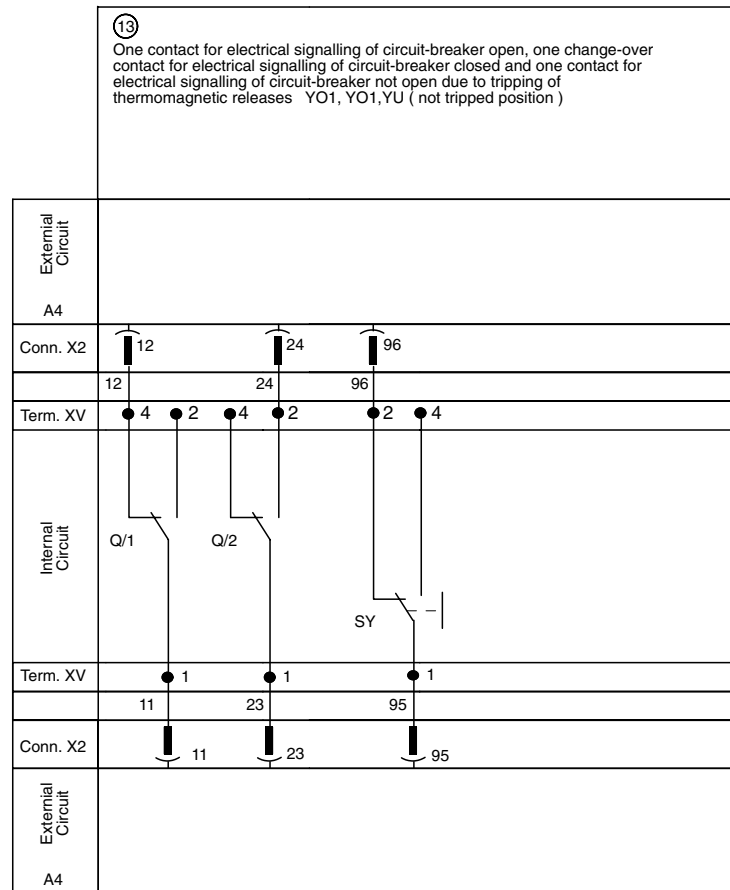 13
One contact for electrical signalling of circuit-breaker open, one change-over
contact for electrical signalling of circuit-breaker closed and one contact for
electrical signalling of circuit-breaker not open due to tripping of
thermomagnetic releases YO1, YO1,YU ( not tripped position )
Externial
Circuit
A4
Conn. X2
12
24
96
12
24
96
Term. XV
4
2
4
2
2
4
Internal
Circuit
Q/1
Q/2
SY
Term. XV
1
1
1
11
23
95
Conn. X2
11
23
95
Externial
Circuit
A4